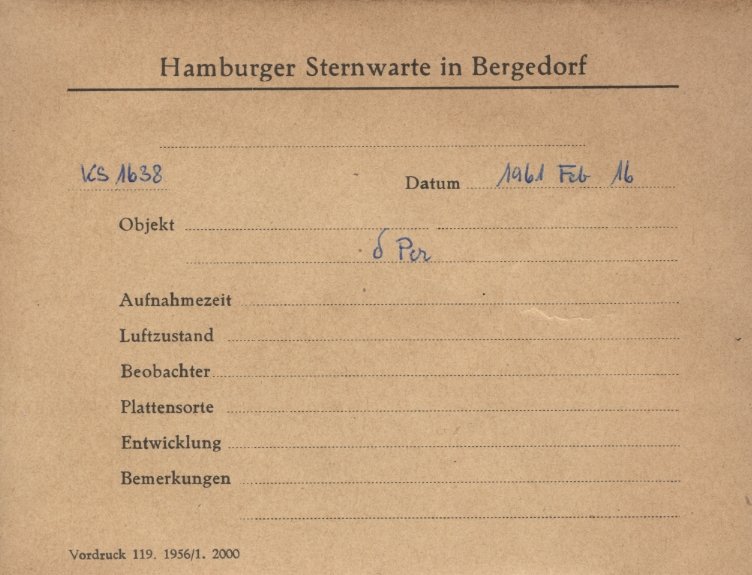 Hamburger Sternwarte in Bergedorf
KS 1638 Datum 1961 Feb 16
Objekt
δ Per
Aufnahmezeit
Luftzustand
Beobachter
Plattensorte
Entwicklung
Bemerkungen
Vordruck 119. 1956/1. 2000